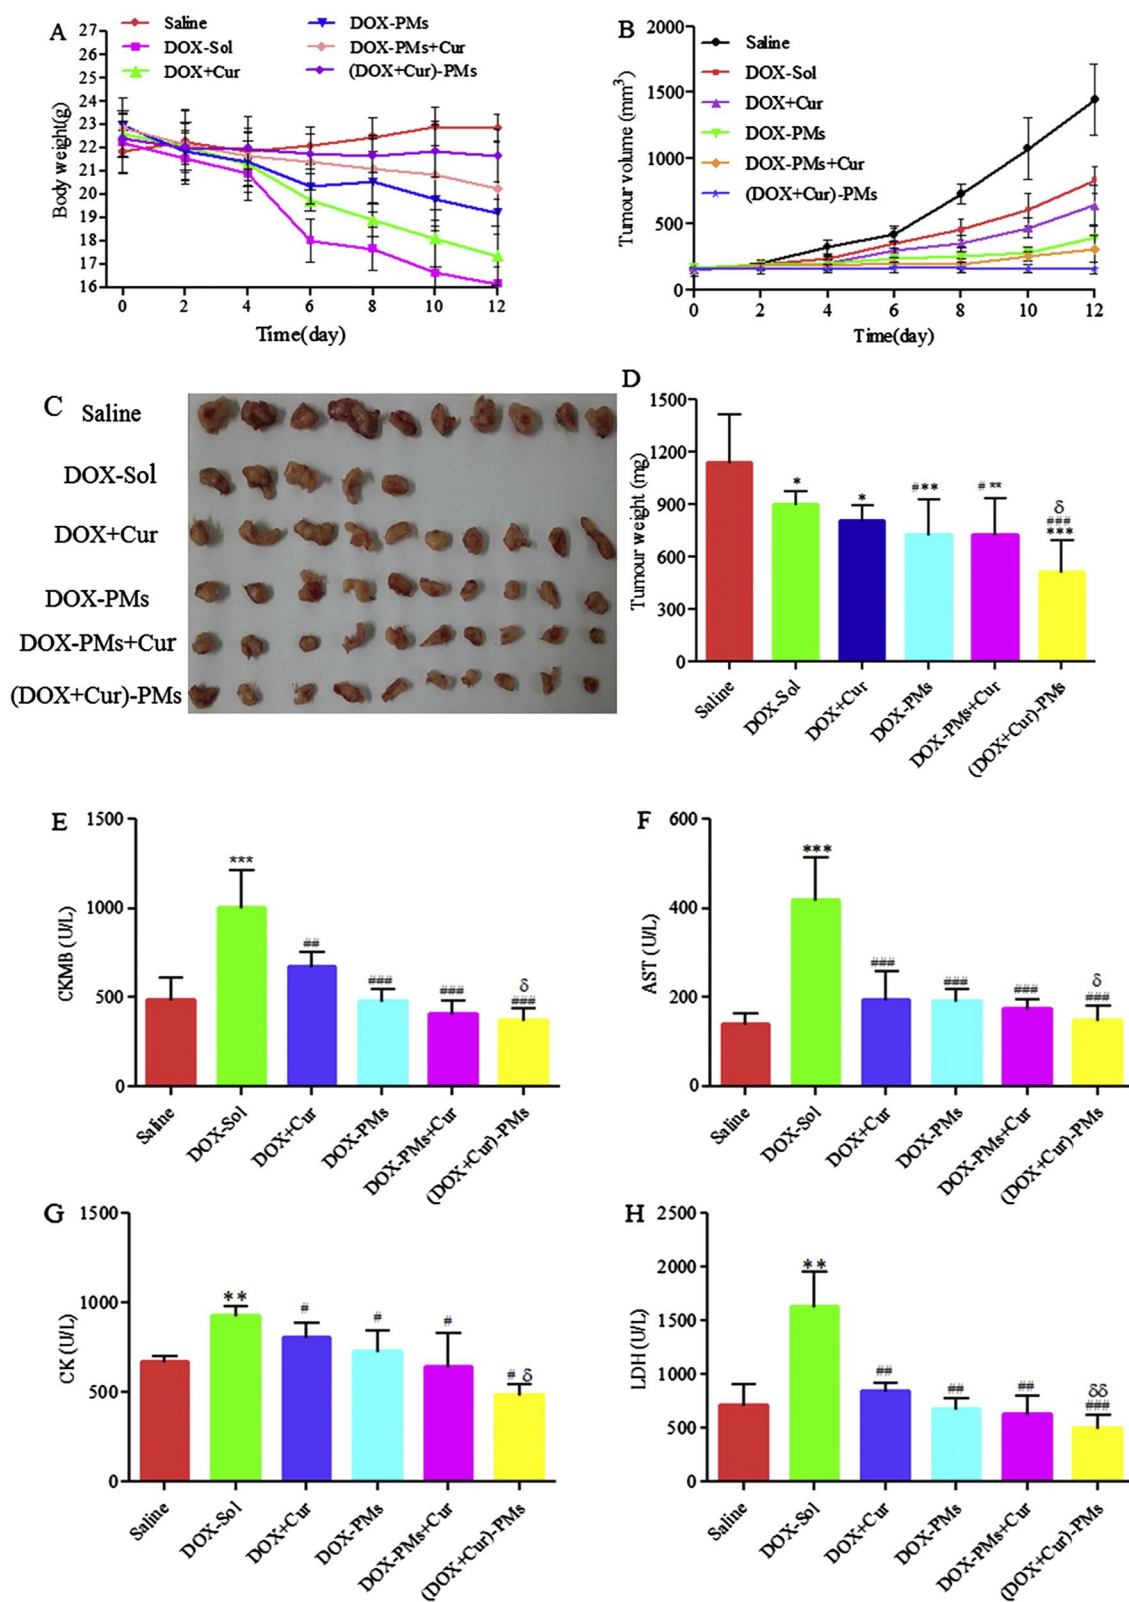 A
Saline
DOX-Sol
DOX+Cur
DOX-PMs
DOX-PMs+Cur
(DOX+Cur)-PMs
27
26
25
24
23
22
21
20
19
18
17
16
Body weight(g)
0 2 4 6 8 10 12
Time(day)
B
Saline
DOX-Sol
DOX+Cur
DOX-PMs
DOX-PMs+Cur
(DOX+Cur)-PMs
2000
1500
1000
500
0
Tumour volume (mm3)
0 2 4 6 8 10 12
Time(day)
C
Saline
DOX-Sol
DOX+Cur
DOX-PMs
DOX-PMs+Cur
(DOX+Cur)-PMs
D
1500
1200
900
600
300
0
Tumour weight (mg)
*
*
#**
#**
δ
###
***
Saline
DOX-Sol
DOX+Cur
DOX-PMs
DOX-PMs+Cur
(DOX+Cur)-PMs
E
1500
1000
500
0
CKMB (U/L)
***
##
###
###
δ
###
Saline
DOX-Sol
DOX+Cur
DOX-PMs
DOX-PMs+Cur
(DOX+Cur)-PMs
F
600
400
200
0
AST (U/L)
***
###
###
###
δ
###
Saline
DOX-Sol
DOX+Cur
DOX-PMs
DOX-PMs+Cur
(DOX+Cur)-PMs
G
1500
1000
500
0
CK (U/L)
**
#
#
#
# δ
Saline
DOX-Sol
DOX+Cur
DOX-PMs
DOX-PMs+Cur
(DOX+Cur)-PMs
H
2500
2000
1500
1000
500
0
LDH (U/L)
**
##
##
##
δδ
###
Saline
DOX-Sol
DOX+Cur
DOX-PMs
DOX-PMs+Cur
(DOX+Cur)-PMs